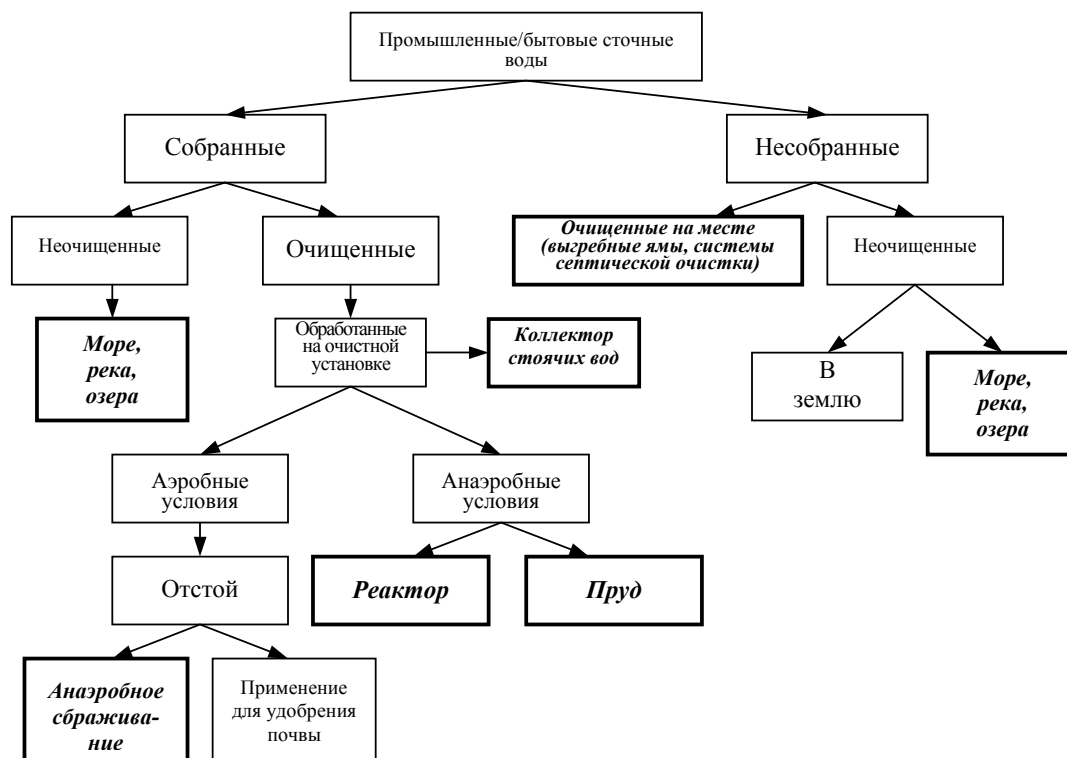 Промышленные/бытовые сточные
воды
Собранные
Несобранные
Неочищенные
Очищенные
Очищенные на месте
(выгребные ямы, системы
септической очистки)
Неочищенные
Море,
река,
озера
Обработанные
на очистной
установке
Коллектор
стоячих вод
В
землю
Море,
река,
озера
Аэробные
условия
Анаэробные
условия
Отстой
Реактор
Пруд
Анаэробное
сбражива-
ние
Применение
для удобрения
почвы